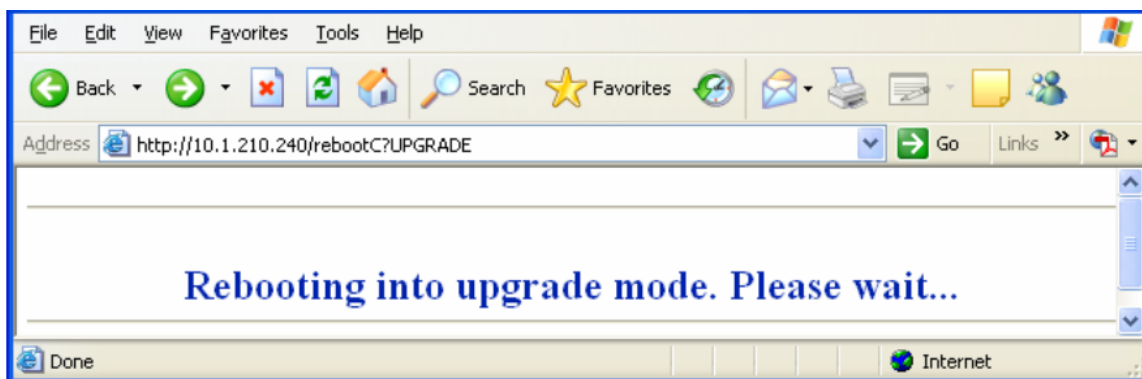 File Edit View Favorites Tools Help
Back Search Favorites
Address http://10.1.210.240/rebootC?UPGRADE Go Links »
Rebooting into upgrade mode. Please wait...
Done Internet